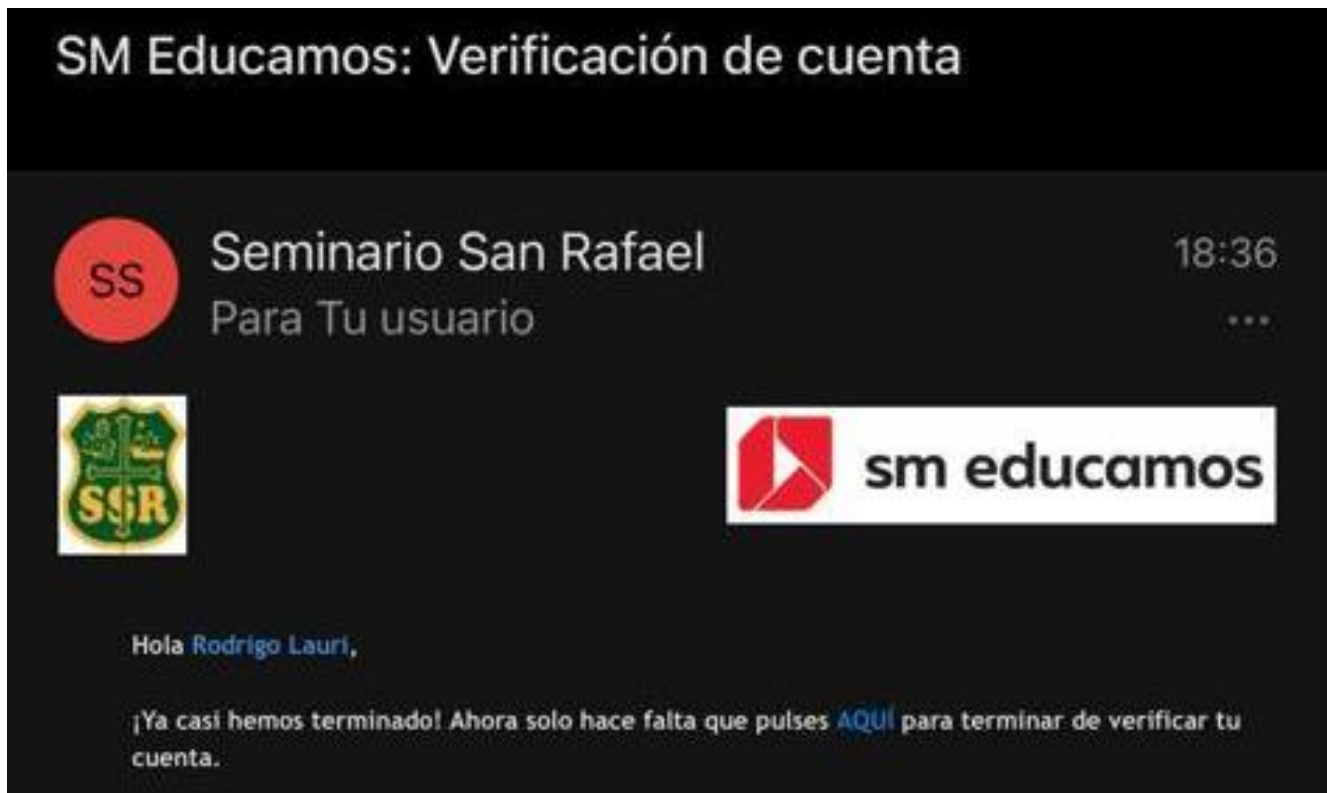 SM Educamos: Verificación de cuenta
SS
Seminario San Rafael
18:36
Para Tu usuario
...
SSR
sm educamos
Hola Rodrigo Lauri,
¡Ya casi hemos terminado! Ahora solo hace falta que pulses AQUÍ para terminar de verificar tu
cuenta.